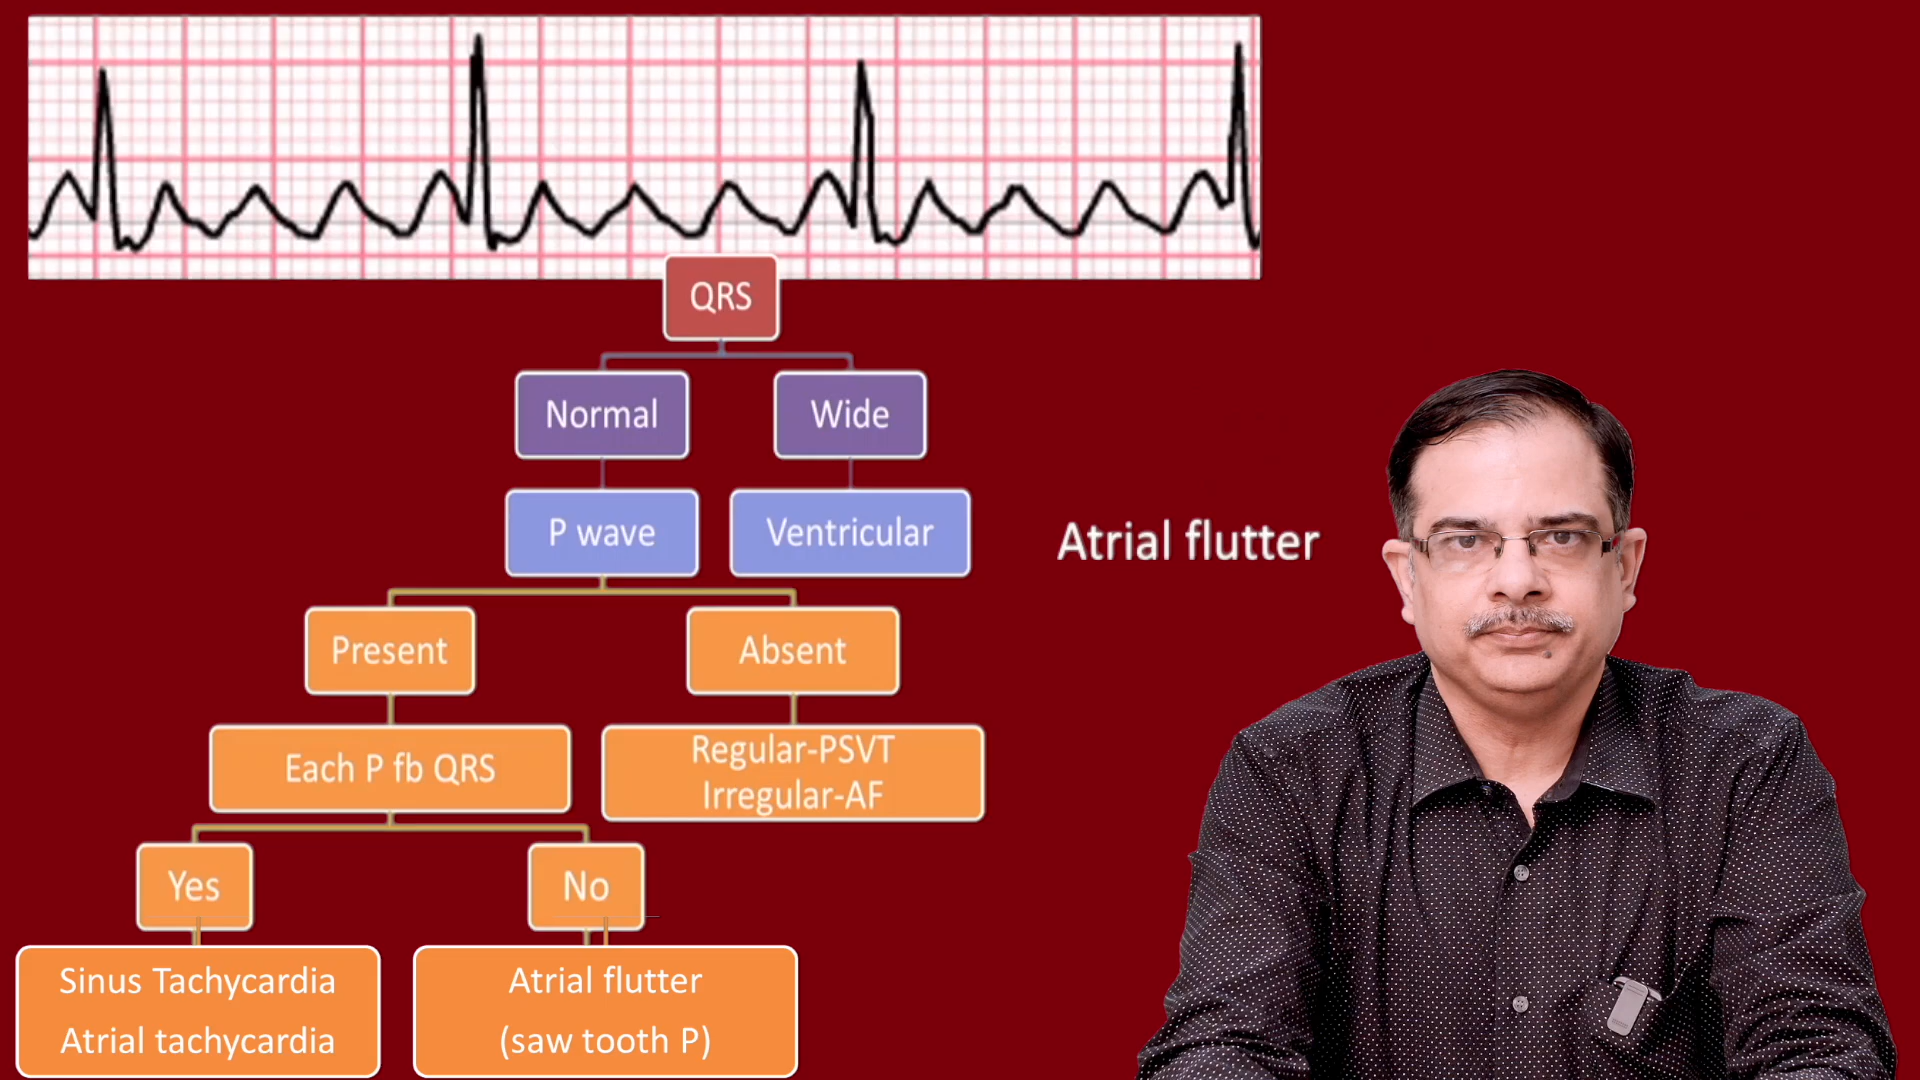 QRS
Normal
Wide
P wave
Ventricular
Atrial flutter
Present
Absent
Each P fb QRS
Regular-PSVT
Irregular-AF
Yes
No
Sinus Tachycardia
Atrial tachycardia
Atrial flutter
(saw tooth P)